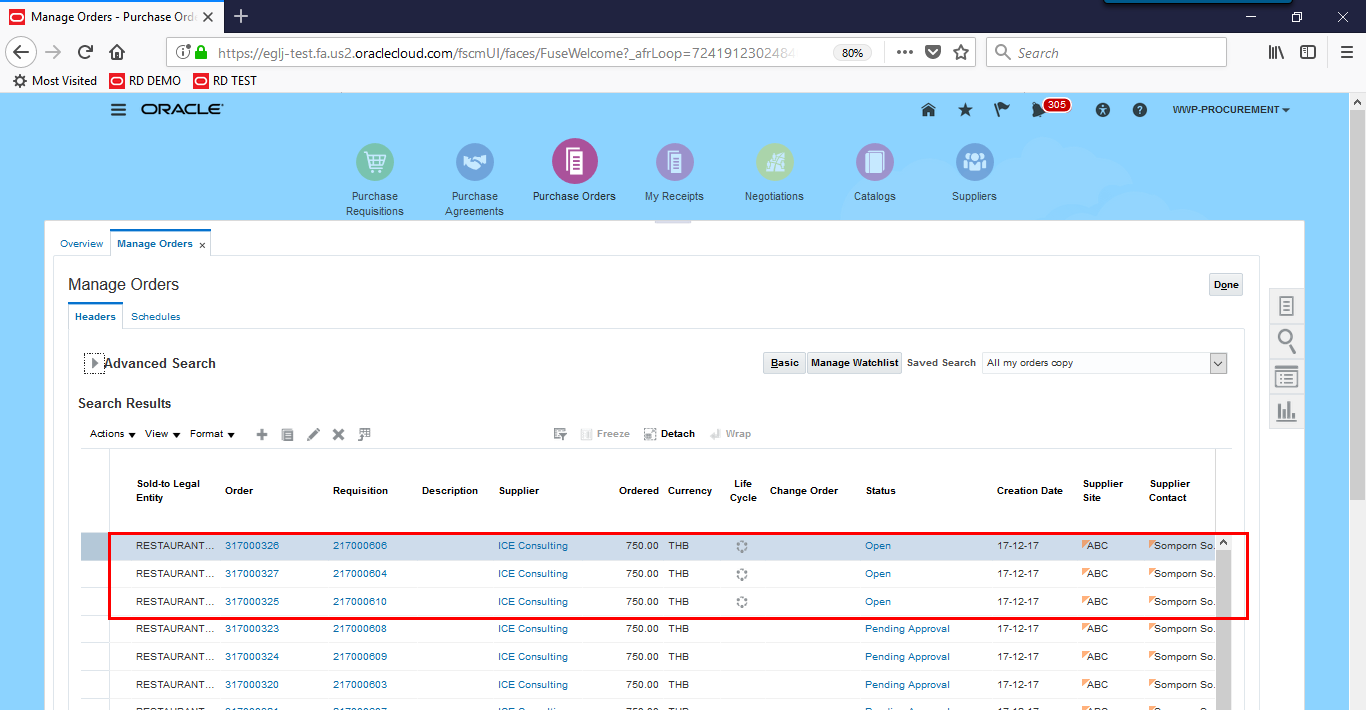 Manage Orders - Purchase Ord
https://eglj-test.fa.us2.oraclecloud.com/fscmUI/faces/FuseWelcome?_afrLoop=7241912302484
80%
Search
Most Visited
RD DEMO
RD TEST
ORACLE
305
WWP-PROCUREMENT
Purchase Requisitions
Purchase Agreements
Purchase Orders
My Receipts
Negotiations
Catalogs
Suppliers
Overview
Manage Orders
Manage Orders
Done
Headers
Schedules
Advanced Search
Basic
Manage Watchlist
Saved Search
All my orders copy
Search Results
Actions
View
Format
Freeze
Detach
Wrap
Sold-to Legal Entity Order Requisition Description Supplier Ordered Currency Life Cycle Change Order Status Creation Date Supplier Site Supplier Contact
RESTAURANT... 317000326 217000606 ICE Consulting 750.00 THB Open 17-12-17 ABC Somporn So.
RESTAURANT... 317000327 217000604 ICE Consulting 750.00 THB Open 17-12-17 ABC Somporn So.
RESTAURANT... 317000325 217000610 ICE Consulting 750.00 THB Open 17-12-17 ABC Somporn So.
RESTAURANT... 317000323 217000608 ICE Consulting 750.00 THB Pending Approval 17-12-17 ABC Somporn So.
RESTAURANT... 317000324 217000609 ICE Consulting 750.00 THB Pending Approval 17-12-17 ABC Somporn So.
RESTAURANT... 317000320 217000603 ICE Consulting 750.00 THB Pending Approval 17-12-17 ABC Somporn So.